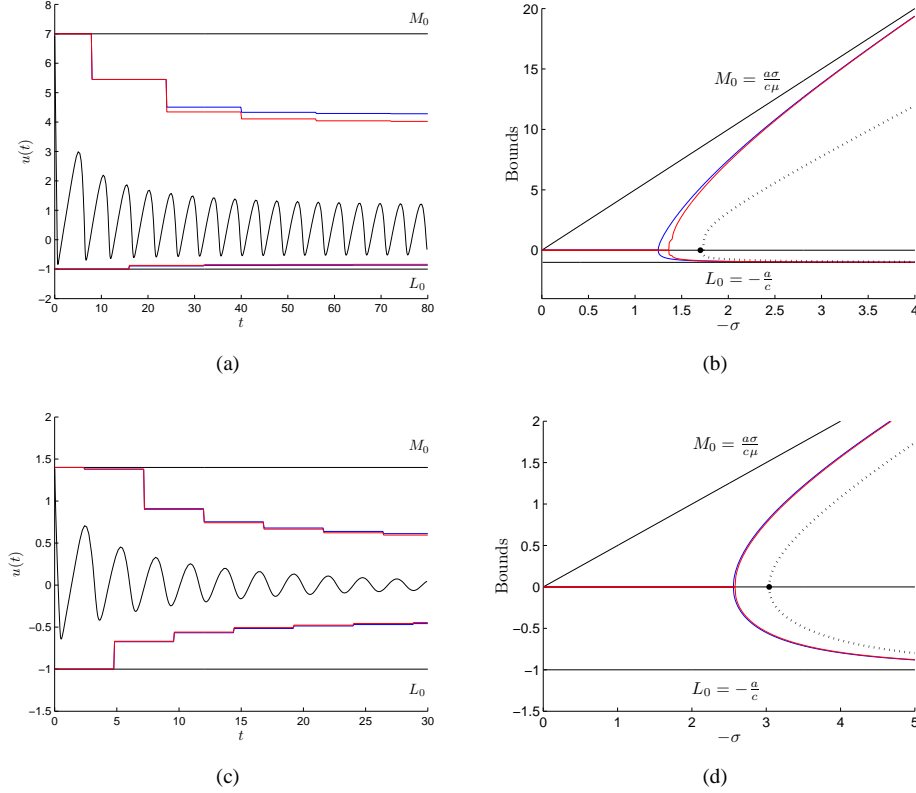 8
7
6
5
4
3
2
1
0
−1
−2
u(t)
M₀
L₀
0 10 20 30 40 50 60 70 80
t
(a)
20
15
10
5
0
Bounds
M₀ = aσ/cμ
L₀ = −a/c
0 0.5 1 1.5 2 2.5 3 3.5 4
−σ
(b)
2
1.5
1
0.5
0
−0.5
−1
−1.5
u(t)
M₀
L₀
0 5 10 15 20 25 30
t
(c)
2
1.5
1
0.5
0
−0.5
−1
−1.5
Bounds
M₀ = aσ/cμ
L₀ = −a/c
0 1 2 3 4 5
−σ
(d)